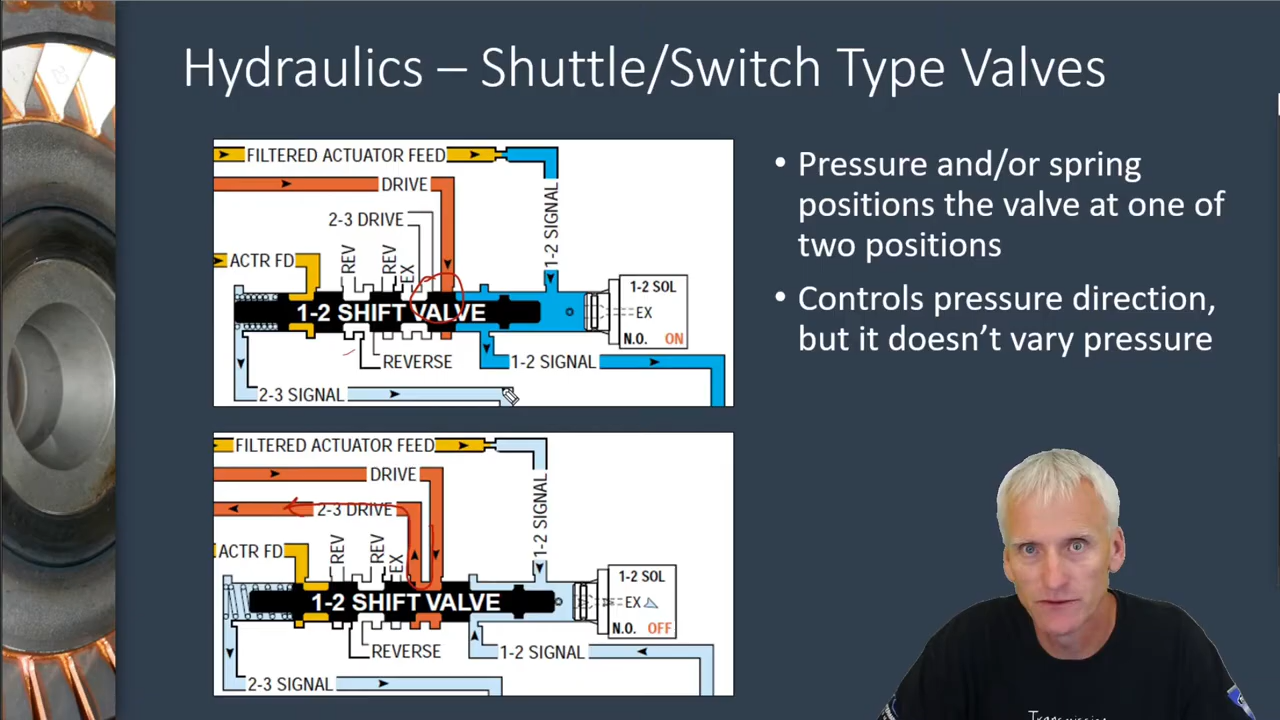 Hydraulics – Shuttle/Switch Type Valves
FILTERED ACTUATOR FEED
DRIVE
2-3 DRIVE
1-2 SIGNAL
ACTR FD
REV
REV
EX
1-2 SHIFT VALVE
1-2 SOL
EX
N.O. ON
REVERSE
1-2 SIGNAL
2-3 SIGNAL
FILTERED ACTUATOR FEED
DRIVE
2-3 DRIVE
1-2 SIGNAL
ACTR FD
REV
REV
EX
1-2 SHIFT VALVE
1-2 SOL
EX
N.O. OFF
REVERSE
1-2 SIGNAL
2-3 SIGNAL
• Pressure and/or spring
positions the valve at one of
two positions
• Controls pressure direction,
but it doesn't vary pressure